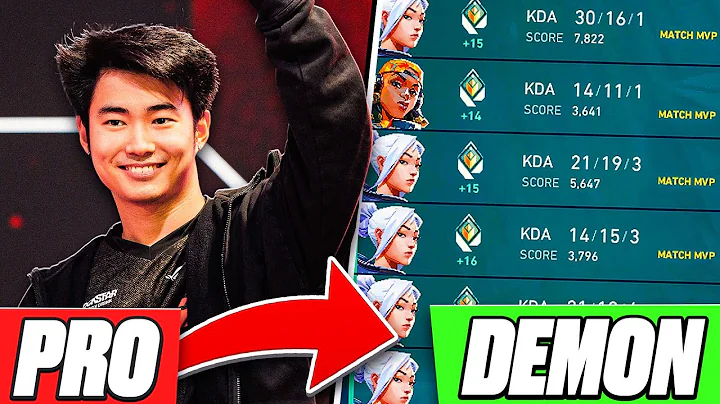 KDA 30/16/1
+15 SCORE 7,822 MATCH MVP
KDA 14/11/1
+14 SCORE 3,641 MATCH MVP
KDA 21/19/3
+15 SCORE 5,647 MATCH MVP
KDA 14/15/3
+16 SCORE 3,796 MATCH MVP
PRO
DEMON